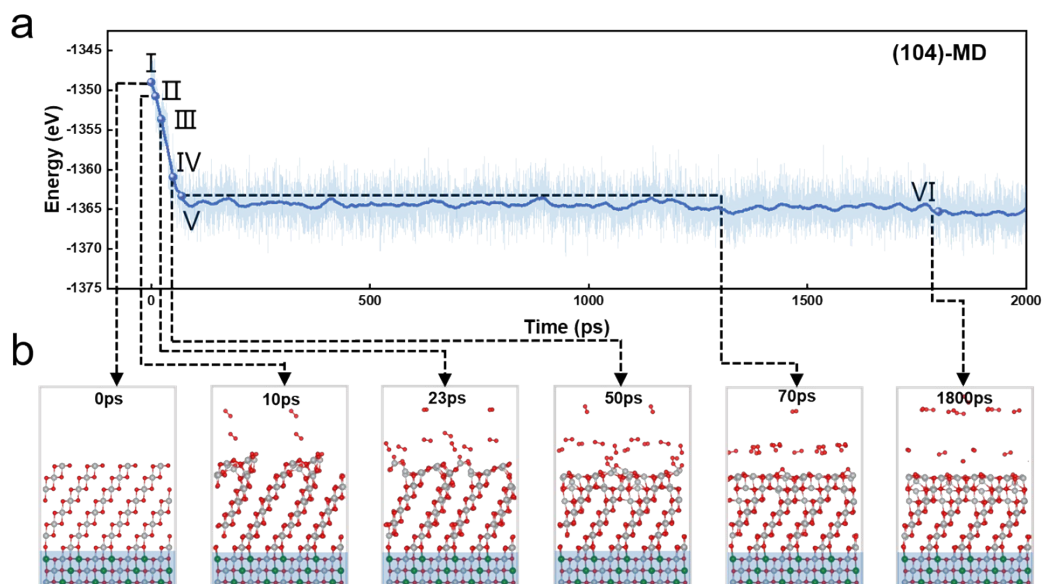 a
(104)-MD
Energy (eV)
-1345
-1350
-1355
-1360
-1365
-1370
-1375
I
II
III
IV
V
VI
0 500 1000 1500 2000
Time (ps)
b
0ps 10ps 23ps 50ps 70ps 1800ps